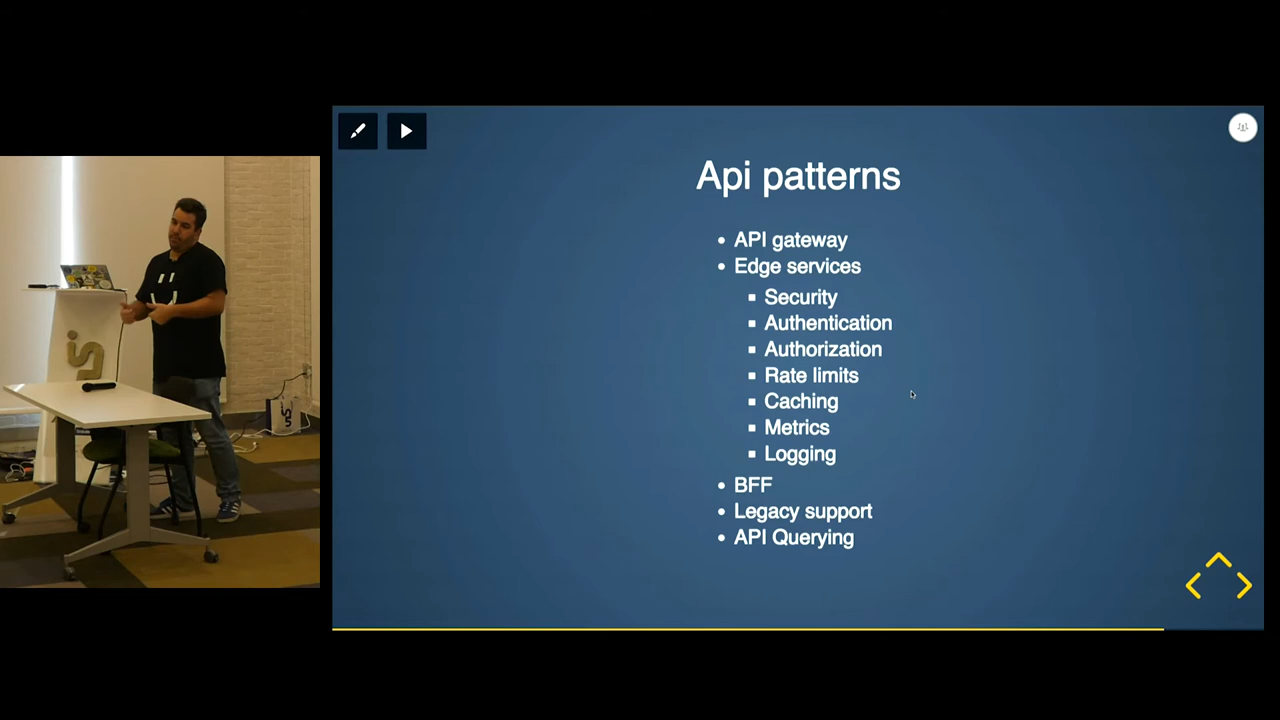 Api patterns
API gateway
Edge services
Security
Authentication
Authorization
Rate limits
Caching
Metrics
Logging
BFF
Legacy support
API Querying